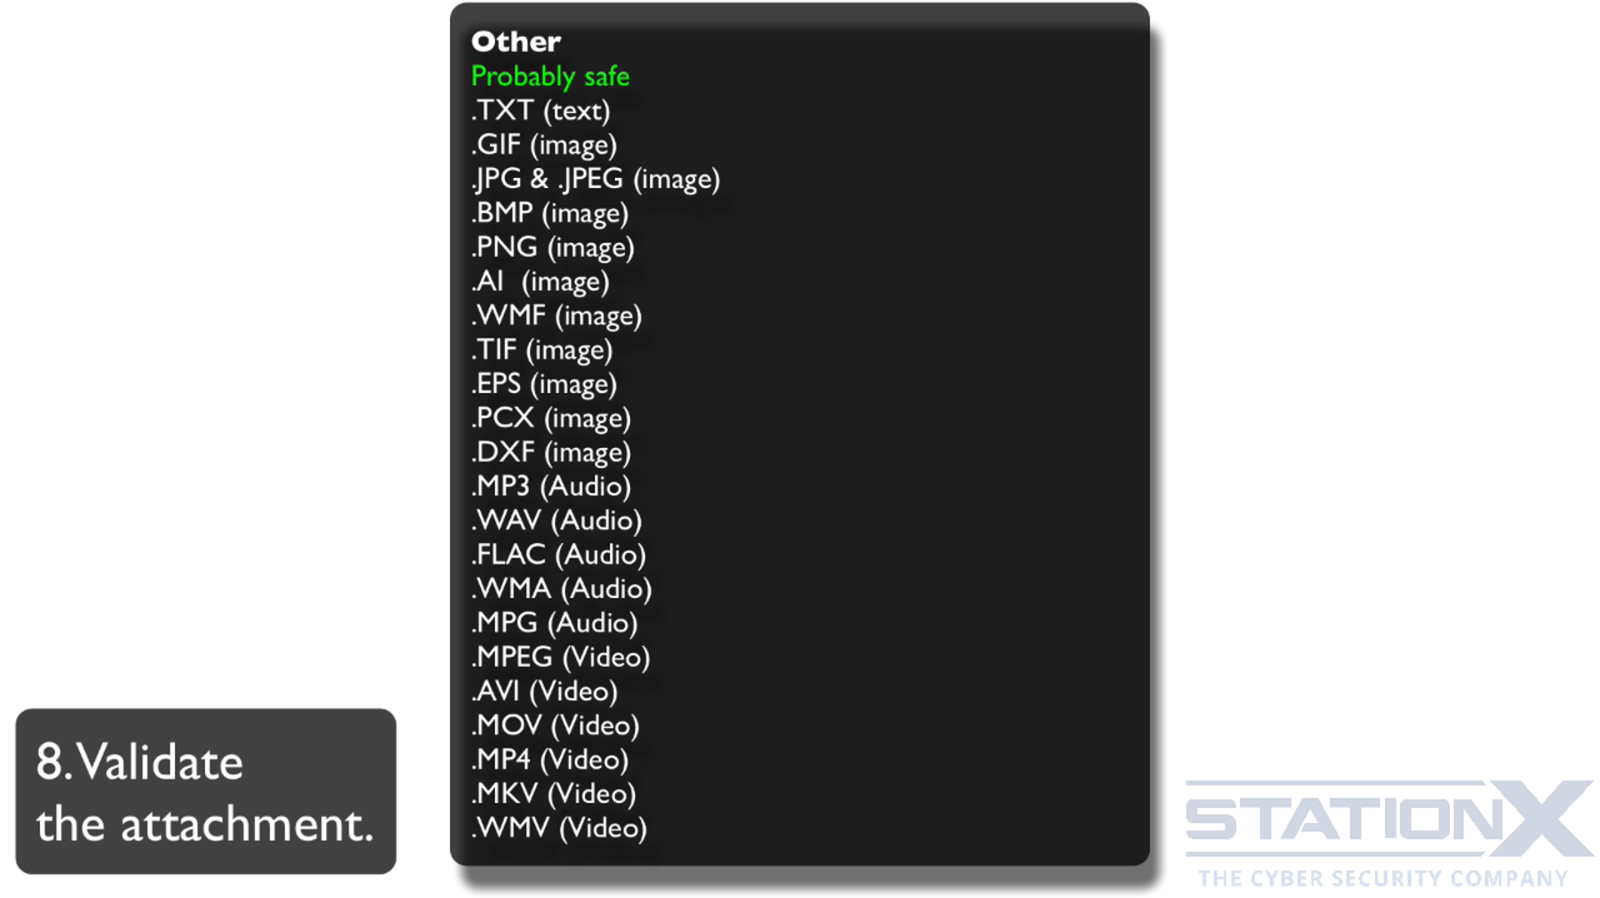 Other
Probably safe
.TXT (text)
.GIF (image)
.JPG & .JPEG (image)
.BMP (image)
.PNG (image)
.AI (image)
.WMF (image)
.TIF (image)
.EPS (image)
.PCX (image)
.DXF (image)
.MP3 (Audio)
.WAV (Audio)
.FLAC (Audio)
.WMA (Audio)
.MPG (Audio)
.MPEG (Video)
.AVI (Video)
.MOV (Video)
.MP4 (Video)
.MKV (Video)
.WMV (Video)
8. Validate
the attachment.
STATIONX
THE CYBER SECURITY COMPANY